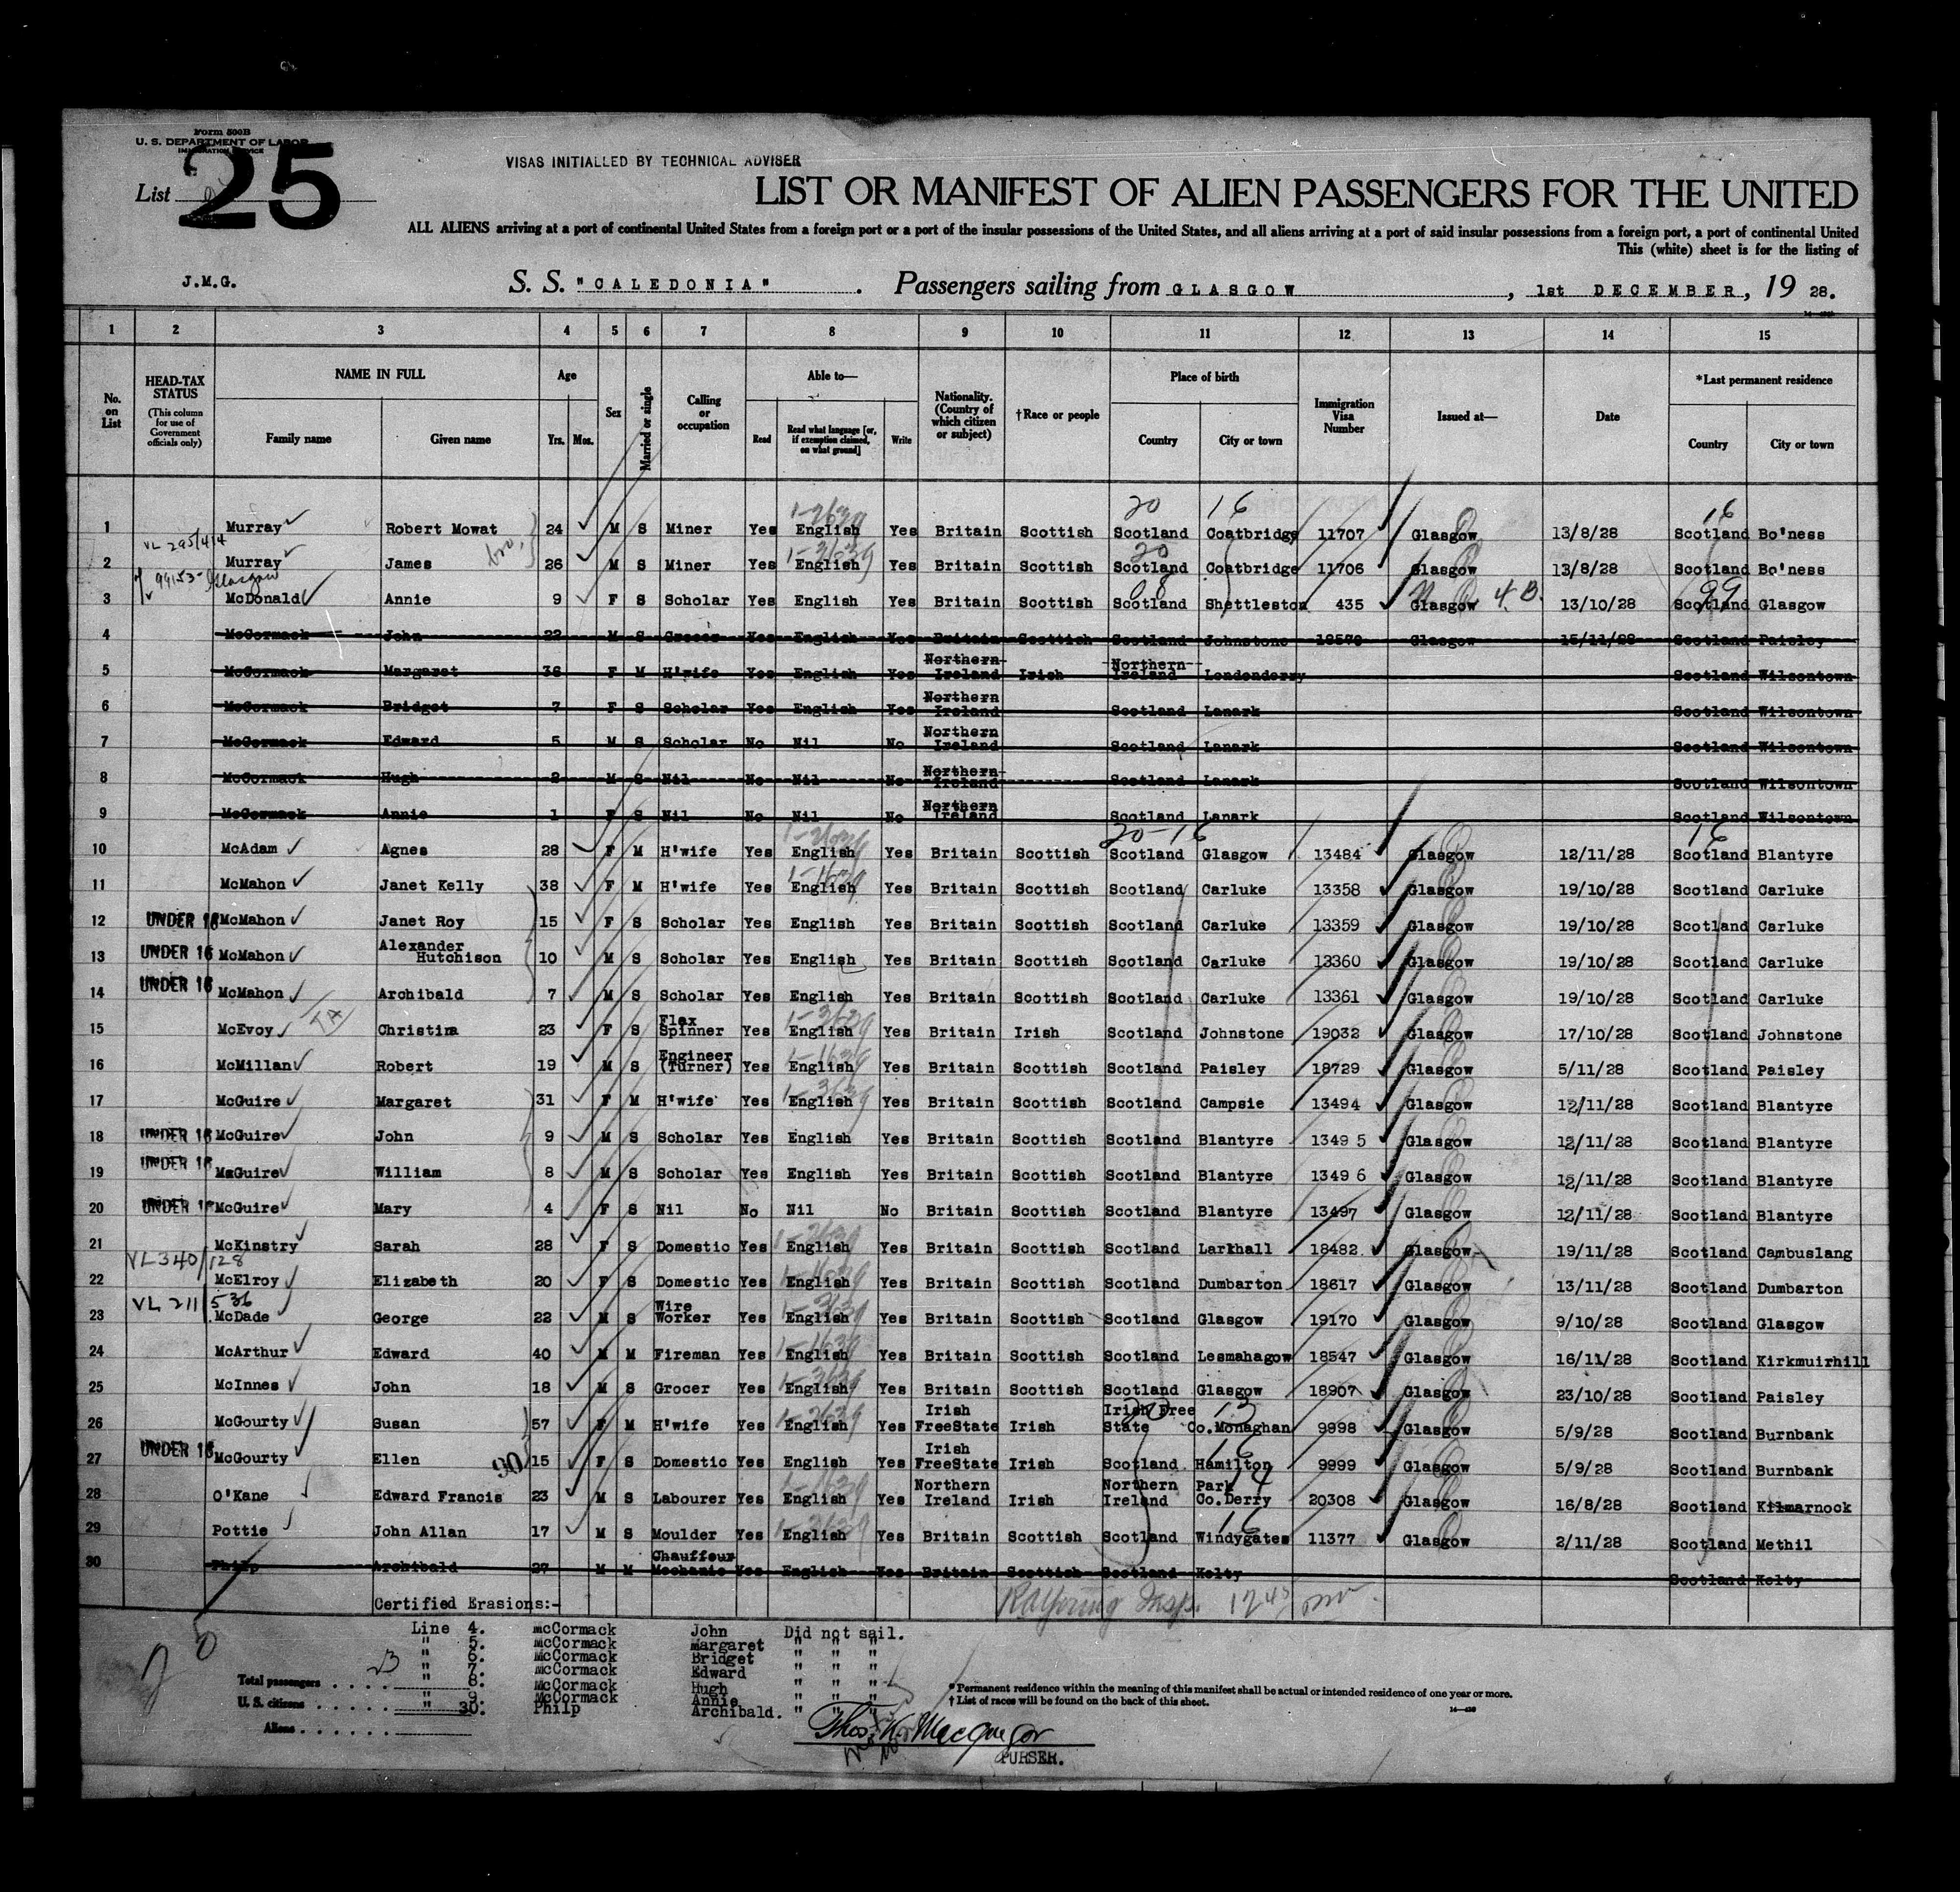 Form 500B
U. S. DEPARTMENT OF LABOR
IMMIGRATION SERVICE
List
25
VISAS INITIALLED BY TECHNICAL ADVISER
LIST OR MANIFEST OF ALIEN PASSENGERS FOR THE UNITED
ALL ALIENS arriving at a port of continental United States from a foreign port or a port of the insular possessions of the United States, and all aliens arriving at a port of said insular possessions from a foreign port, a port of continental United
This (white) sheet is for the listing of
J.M.G. S. S. "CALEDONIA" . Passengers sailing from GLASGOW , 1st DECEMBER, 19 28.
1 2 3 4 5 6 7 8 9 10 11 12 13 14 15
No. on List HEAD-TAX STATUS (This column for use of Government officials only) NAME IN FULL Family name Given name Age Yrs. Mos. Sex Married or single Calling or occupation Able to— Read Read what language [or, if exemption claimed, on what ground] Write Nationality. (Country of which citizen or subject) †Race or people Place of birth Country City or town Immigration Visa Number Issued at— Date *Last permanent residence Country City or town
20 16 16
1 Murray Robert Mowat 24 M S Miner Yes English Yes Britain Scottish Scotland Coatbridge 11707 Glasgow 13/8/28 Scotland Bo'ness
VL 295/414
20
2 Murray James 26 M S Miner Yes English Yes Britain Scottish Scotland Coatbridge 11706 Glasgow 13/8/28 Scotland Bo'ness
99153 Glasgow
3 McDonald Annie 9 F S Scholar Yes English Yes Britain Scottish Scotland Shettleston 435 Glasgow 4 B. 13/10/28 Scotland Glasgow
99
4 McCormack John 22 M S Grocer Yes English Yes Britain Scottish Scotland Johnstone 18570 Glasgow 15/11/28 Scotland Paisley
5 McCormack Margaret 36 F M H'wife Yes English Yes Northern Ireland Irish Northern Ireland Londonderry Scotland Wilsontown
6 McCormack Bridget 7 F S Scholar Yes English Yes Northern Ireland Scotland Lanark Scotland Wilsontown
7 McCormack Edward 5 M S Scholar No Nil No Northern Ireland Scotland Lanark Scotland Wilsontown
8 McCormack Hugh 2 M S Nil No Nil No Northern Ireland Scotland Lanark Scotland Wilsontown
9 McCormack Annie 1 F S Nil No Nil No Northern Ireland Scotland Lanark Scotland Wilsontown
20-16 16
10 McAdam Agnes 28 F M H'wife Yes English Yes Britain Scottish Scotland Glasgow 13484 Glasgow 12/11/28 Scotland Blantyre
11 McMahon Janet Kelly 38 F M H'wife Yes English Yes Britain Scottish Scotland Carluke 13358 Glasgow 19/10/28 Scotland Carluke
12 UNDER 16 McMahon Janet Roy 15 F S Scholar Yes English Yes Britain Scottish Scotland Carluke 13359 Glasgow 19/10/28 Scotland Carluke
13 UNDER 16 McMahon Alexander Hutchison 10 M S Scholar Yes English Yes Britain Scottish Scotland Carluke 13360 Glasgow 19/10/28 Scotland Carluke
14 UNDER 16 McMahon Archibald 7 M S Scholar Yes English Yes Britain Scottish Scotland Carluke 13361 Glasgow 19/10/28 Scotland Carluke
15 McEvoy TA Christina 23 F S Flax Spinner Yes English Yes Britain Irish Scotland Johnstone 19032 Glasgow 17/10/28 Scotland Johnstone
16 McMillan Robert 19 M S Engineer (Turner) Yes English Yes Britain Scottish Scotland Paisley 18729 Glasgow 5/11/28 Scotland Paisley
17 McGuire Margaret 31 F M H'wife Yes English Yes Britain Scottish Scotland Campsie 13494 Glasgow 12/11/28 Scotland Blantyre
18 UNDER 16 McGuire John 9 M S Scholar Yes English Yes Britain Scottish Scotland Blantyre 1349 5 Glasgow 12/11/28 Scotland Blantyre
19 UNDER 16 McGuire William 8 M S Scholar Yes English Yes Britain Scottish Scotland Blantyre 1349 6 Glasgow 12/11/28 Scotland Blantyre
20 UNDER 16 McGuire Mary 4 F S Nil No Nil No Britain Scottish Scotland Blantyre 13497 Glasgow 12/11/28 Scotland Blantyre
21 McKinstry Sarah 28 F S Domestic Yes English Yes Britain Scottish Scotland Larkhall 18482 Glasgow 19/11/28 Scotland Cambuslang
VL340/128
22 McElroy Elizabeth 20 F S Domestic Yes English Yes Britain Scottish Scotland Dumbarton 18617 Glasgow 13/11/28 Scotland Dumbarton
VL 211/536
23 McDade George 22 M S Wire Worker Yes English Yes Britain Scottish Scotland Glasgow 19170 Glasgow 9/10/28 Scotland Glasgow
24 McArthur Edward 40 M M Fireman Yes English Yes Britain Scottish Scotland Lesmahagow 18547 Glasgow 16/11/28 Scotland Kirkmuirhill
25 McInnes John 18 M S Grocer Yes English Yes Britain Scottish Scotland Glasgow 18907 Glasgow 23/10/28 Scotland Paisley
26 McGourty Susan 57 F M H'wife Yes English Yes Irish FreeState Irish Irish Free State Co.Monaghan 9998 Glasgow 5/9/28 Scotland Burnbank
20 13
27 UNDER 16 McGourty Ellen 15 F S Domestic Yes English Yes Irish FreeState Irish Scotland Hamilton 9999 Glasgow 5/9/28 Scotland Burnbank
30 16
28 O'Kane Edward Francis 23 M S Labourer Yes English Yes Northern Ireland Irish Northern Ireland Park Co.Derry 20308 Glasgow 16/8/28 Scotland Kilmarnock
14
29 Pottie John Allan 17 M S Moulder Yes English Yes Britain Scottish Scotland Windygates 11377 Glasgow 2/11/28 Scotland Methil
16
30 Philp Archibald 27 M M Chauffeur Mechanic Yes English Yes Britain Scottish Scotland Kelty Scotland Kelty
Certified Erasions:-
Line 4. McCormack John Did not sail.
" 5. McCormack Margaret " " "
" 6. McCormack Bridget " " "
" 7. McCormack Edward " " "
" 8. McCormack Hugh " " "
" 9. McCormack Annie " " "
30. Philp Archibald. " " "
Total passengers 23
U. S. citizens
Aliens
* Permanent residence within the meaning of this manifest shall be actual or intended residence of one year or more.
† List of races will be found on the back of this sheet.
Thos. W. Macgregor
PURSER.